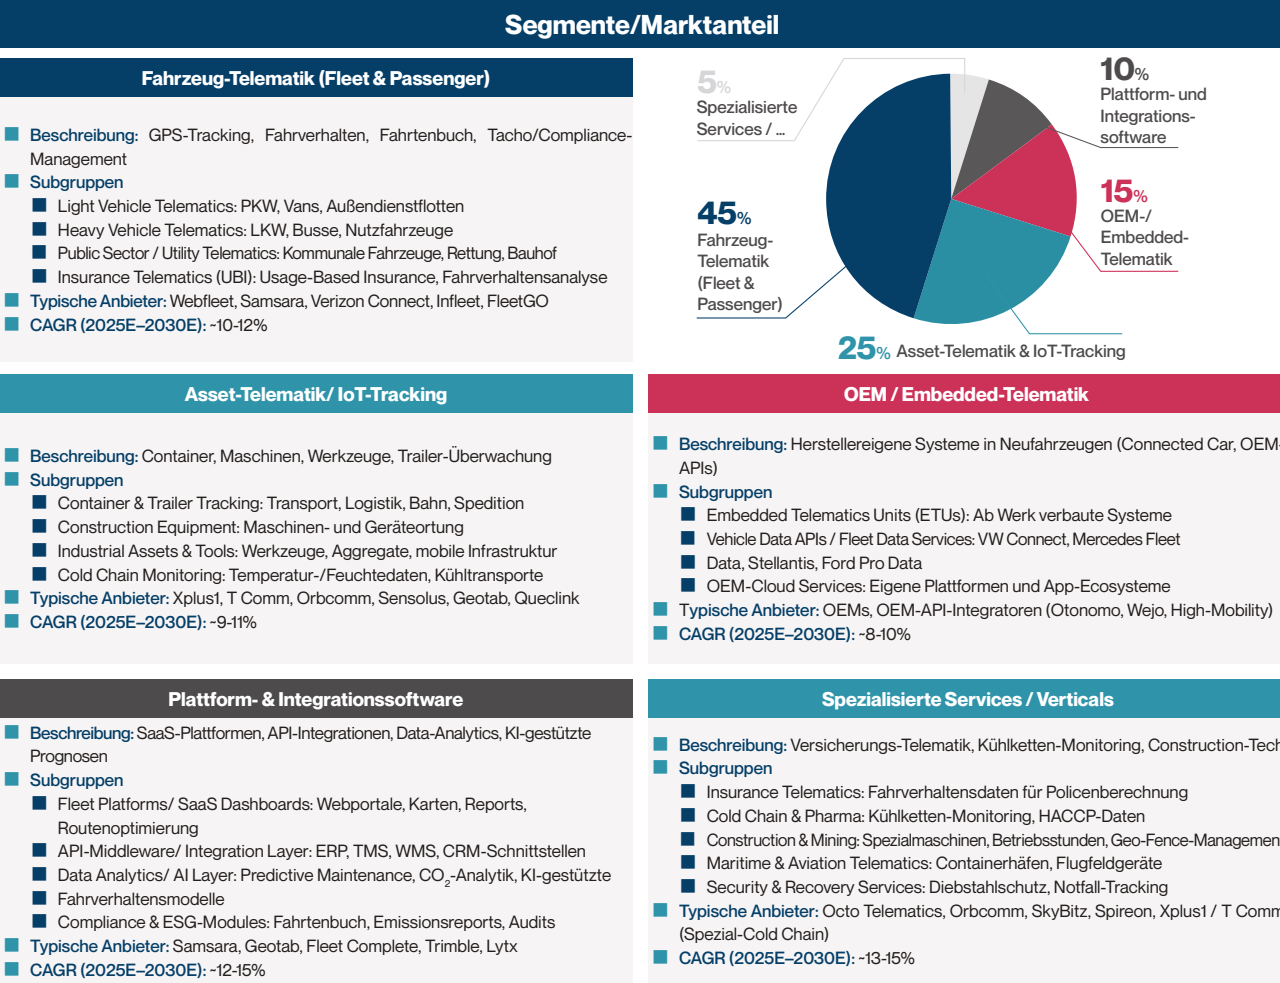 Segmente/Marktanteil
Fahrzeug-Telematik (Fleet & Passenger)
Beschreibung: GPS-Tracking, Fahrverhalten, Fahrtenbuch, Tacho/Compliance-
Management
Subgruppen
Light Vehicle Telematics: PKW, Vans, Außendienstflotten
Heavy Vehicle Telematics: LKW, Busse, Nutzfahrzeuge
Public Sector / Utility Telematics: Kommunale Fahrzeuge, Rettung, Bauhof
Insurance Telematics (UBI): Usage-Based Insurance, Fahrverhaltensanalyse
Typische Anbieter: Webfleet, Samsara, Verizon Connect, Infleet, FleetGO
CAGR (2025E–2030E): ~10-12%
5%
Spezialisierte
Services / ...
10%
Plattform- und
Integrations-
software
15%
OEM-/
Embedded-
Telematik
45%
Fahrzeug-
Telematik
(Fleet &
Passenger)
25% Asset-Telematik & IoT-Tracking
Asset-Telematik/ IoT-Tracking
Beschreibung: Container, Maschinen, Werkzeuge, Trailer-Überwachung
Subgruppen
Container & Trailer Tracking: Transport, Logistik, Bahn, Spedition
Construction Equipment: Maschinen- und Geräteortung
Industrial Assets & Tools: Werkzeuge, Aggregate, mobile Infrastruktur
Cold Chain Monitoring: Temperatur-/Feuchtedaten, Kühltransporte
Typische Anbieter: Xplus1, T Comm, Orbcomm, Sensolus, Geotab, Queclink
CAGR (2025E–2030E): ~9-11%
OEM / Embedded-Telematik
Beschreibung: Herstellereigene Systeme in Neufahrzeugen (Connected Car, OEM-
APIs)
Subgruppen
Embedded Telematics Units (ETUs): Ab Werk verbaute Systeme
Vehicle Data APIs / Fleet Data Services: VW Connect, Mercedes Fleet
Data, Stellantis, Ford Pro Data
OEM-Cloud Services: Eigene Plattformen und App-Ecosysteme
Typische Anbieter: OEMs, OEM-API-Integratoren (Otonomo, Wejo, High-Mobility)
CAGR (2025E–2030E): ~8-10%
Plattform- & Integrationssoftware
Beschreibung: SaaS-Plattformen, API-Integrationen, Data-Analytics, KI-gestützte
Prognosen
Subgruppen
Fleet Platforms/ SaaS Dashboards: Webportale, Karten, Reports,
Routenoptimierung
API-Middleware/ Integration Layer: ERP, TMS, WMS, CRM-Schnittstellen
Data Analytics/ AI Layer: Predictive Maintenance, CO₂-Analytik, KI-gestützte
Fahrverhaltensmodelle
Compliance & ESG-Modules: Fahrtenbuch, Emissionsreports, Audits
Typische Anbieter: Samsara, Geotab, Fleet Complete, Trimble, Lytx
CAGR (2025E–2030E): ~12-15%
Spezialisierte Services / Verticals
Beschreibung: Versicherungs-Telematik, Kühlketten-Monitoring, Construction-Tech
Subgruppen
Insurance Telematics: Fahrverhaltensdaten für Policenberechnung
Cold Chain & Pharma: Kühlketten-Monitoring, HACCP-Daten
Construction & Mining: Spezialmaschinen, Betriebsstunden, Geo-Fence-Managemen
Maritime & Aviation Telematics: Containerhäfen, Flugfeldgeräte
Security & Recovery Services: Diebstahlschutz, Notfall-Tracking
Typische Anbieter: Octo Telematics, Orbcomm, SkyBitz, Spireon, Xplus1 / T Comm
(Spezial-Cold Chain)
CAGR (2025E–2030E): ~13-15%